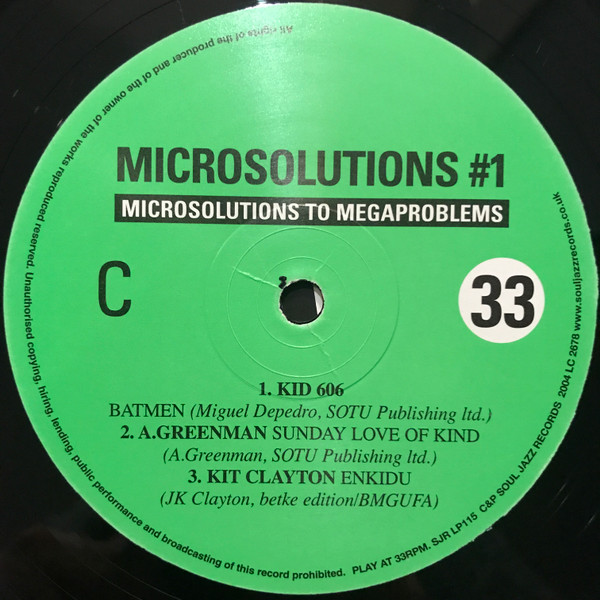 MICROSOLUTIONS #1
MICROSOLUTIONS TO MEGAPROBLEMS
C
33
1. KID 606
BATMEN (Miguel Depedro, SOTU Publishing ltd.)
2. A.GREENMAN SUNDAY LOVE OF KIND
(A.Greenman, SOTU Publishing ltd.)
3. KIT CLAYTON ENKIDU
(JK Clayton, betke edition/BMGUFA)
All rights of the producer and of the owner of the works reproduced reserved. Unauthorised copying, hiring, lending, public performance and broadcasting of this record prohibited. PLAY AT 33RPM. SJR LP115 C&P SOUL JAZZ RECORDS 2004 LC 2678 www.souljazzrecords.co.uk